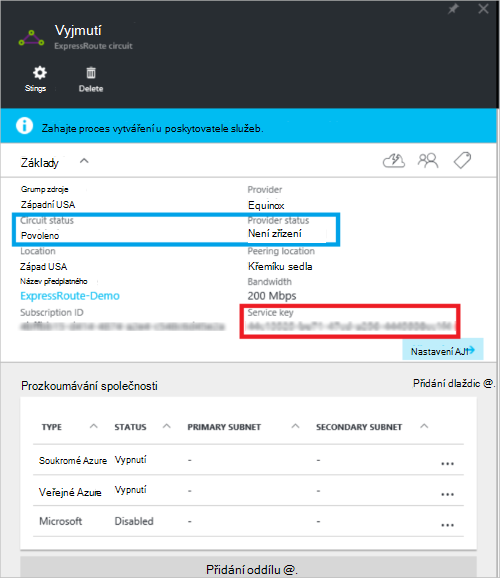 Vyjmutí
ExpressRoute circuit
Stings
Delete
Zahajte proces vytváření u poskytovatele služeb.
Základy
Grump zdroje
Provider
Západní USA
Equinox
Circuit status
Provider status
Povoleno
Není zřízení
Location
Peering location
Západ USA
Křemíku sedla
Název předplatného
Bandwidth
ExpressRoute-Demo
200 Mbps
Subscription ID
Service key
Nastavení AJ1
Prozkoumávání společnosti
Přidání dlaždic @.
TYPE STATUS PRIMARY SUBNET SECONDARY SUBNET
Soukromé Azure Vypnutí - - ...
Veřejné Azure Vypnutí - - ...
Microsoft Disabled - - ...
Přidání oddílu @.